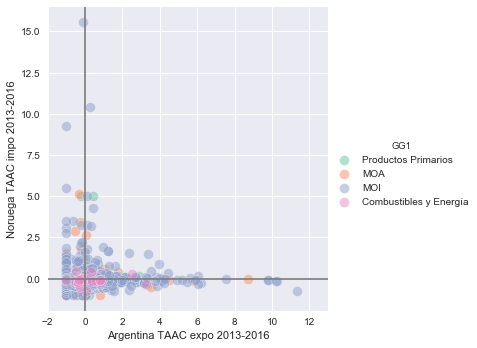 15.0
12.5
10.0
7.5
5.0
2.5
0.0
Noruega TAAC impo 2013-2016
−2
0
2
4
6
8
10
12
Argentina TAAC expo 2013-2016
GG1
Productos Primarios
MOA
MOI
Combustibles y Energía